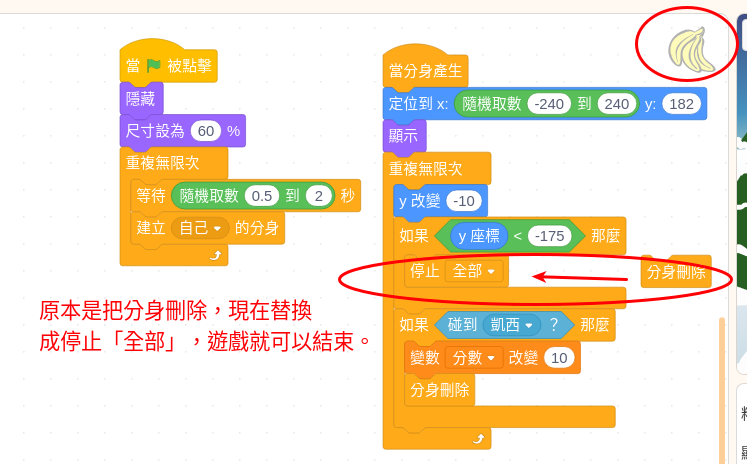 當 被點擊
隱藏
尺寸設為 60 %
重複無限次
等待 隨機取數 0.5 到 2 秒
建立 自己 的分身
當分身產生
定位到 x: 隨機取數 -240 到 240 y: 182
顯示
重複無限次
y 改變 -10
如果 y 座標 < -175 那麼
停止 全部
分身刪除
如果 碰到 凱西 ? 那麼
變數 分數 改變 10
分身刪除
原本是把分身刪除，現在替換
成停止「全部」，遊戲就可以結束。